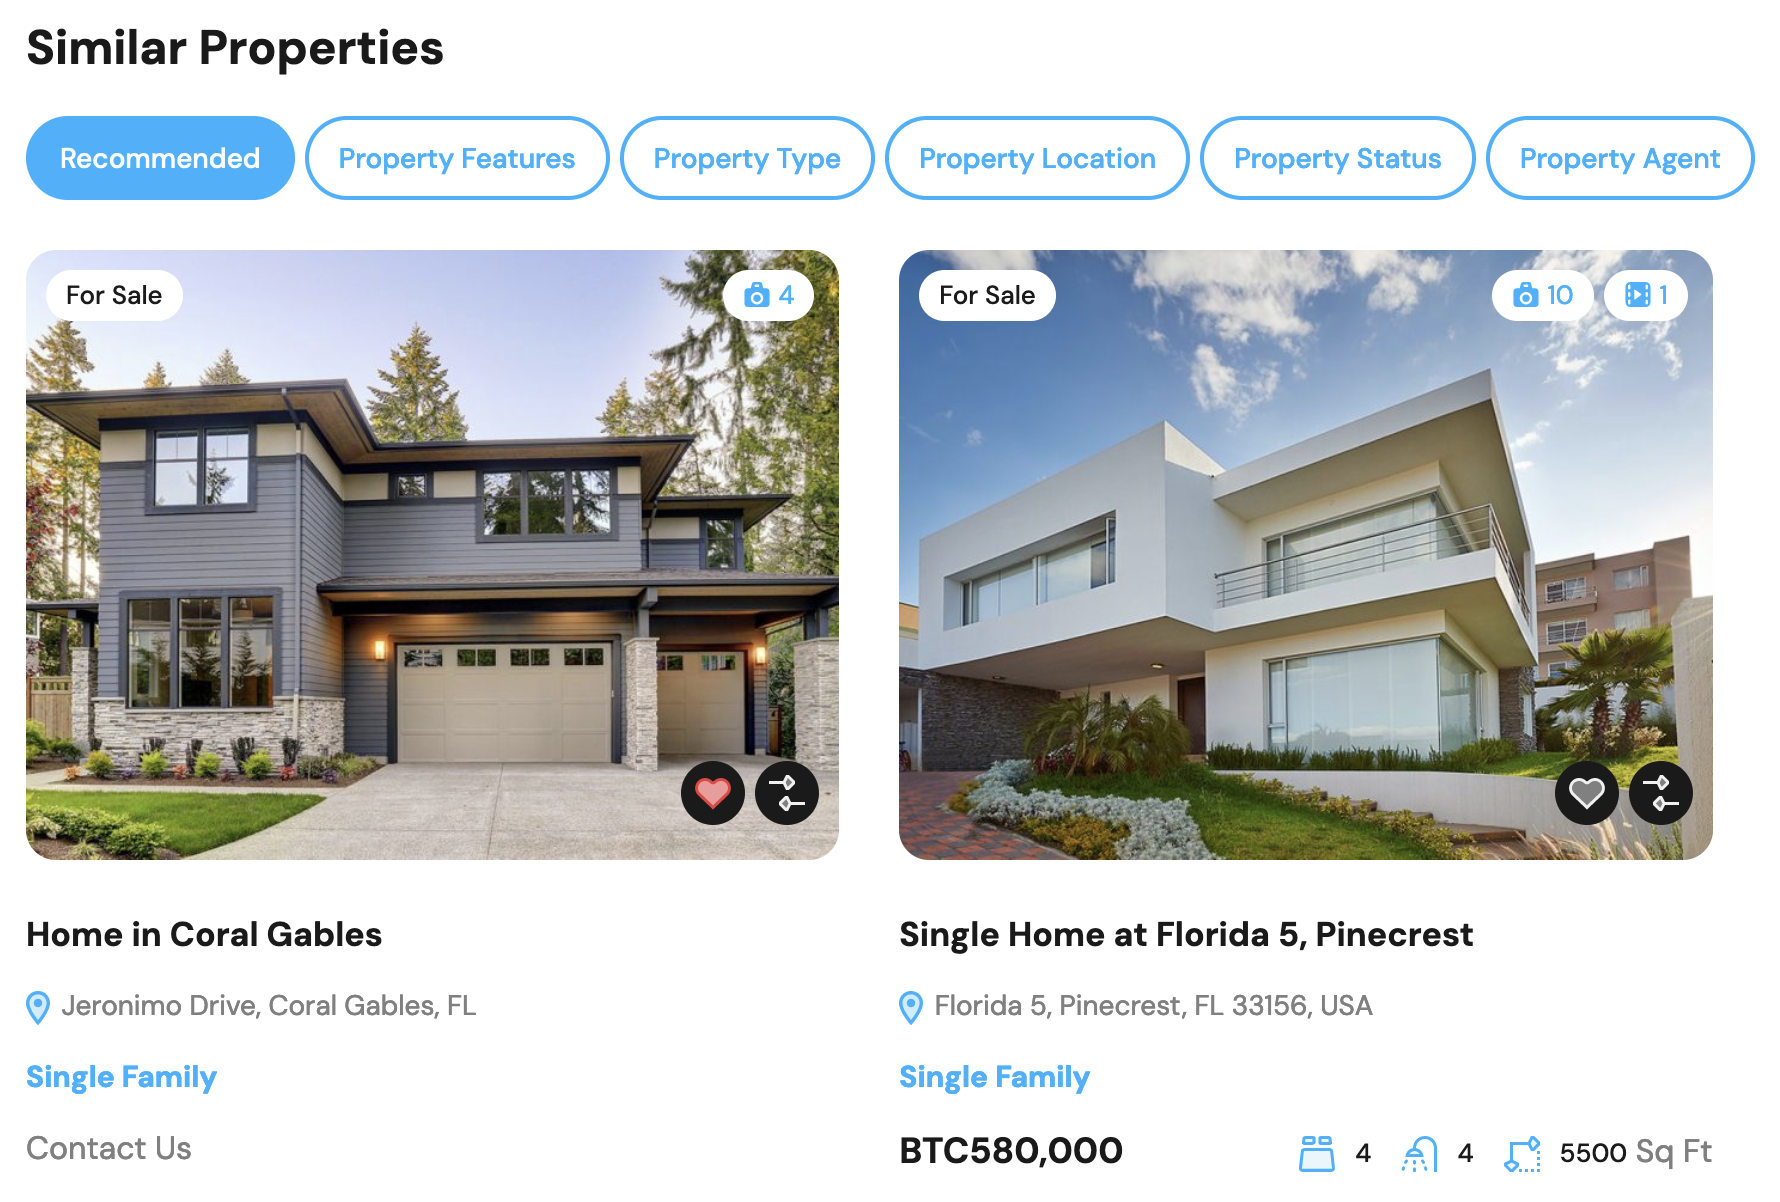 Similar Properties
Recommended
Property Features
Property Type
Property Location
Property Status
Property Agent
For Sale
4
For Sale
10
1
Home in Coral Gables
Jeronimo Drive, Coral Gables, FL
Single Family
Contact Us
Single Home at Florida 5, Pinecrest
Florida 5, Pinecrest, FL 33156, USA
Single Family
BTC580,000
4
4
5500 Sq Ft